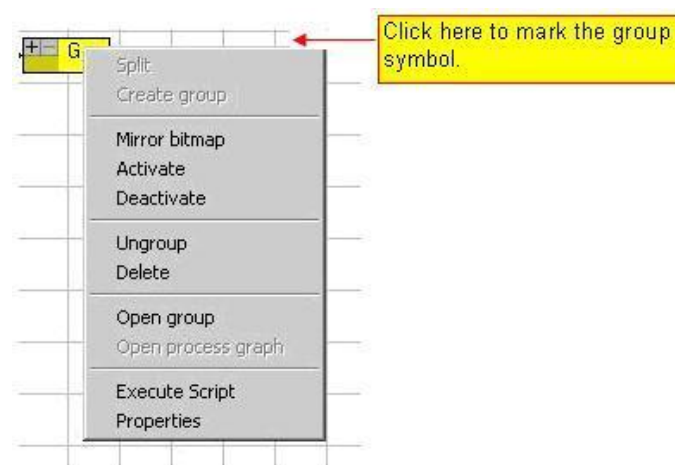 Click here to mark the group
symbol.
+ - G
Split
Create group
Mirror bitmap
Activate
Deactivate
Ungroup
Delete
Open group
Open process graph
Execute Script
Properties